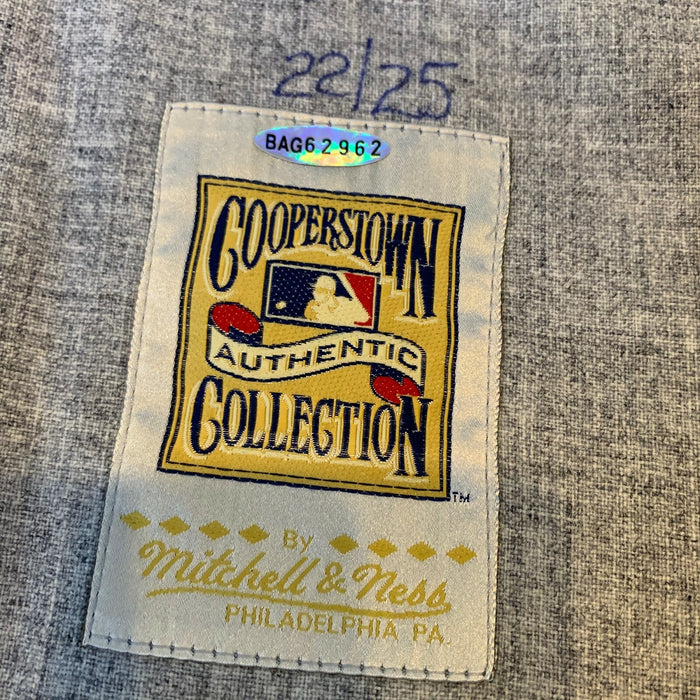 22/25
BAG62962
COOPERSTOWN
AUTHENTIC
COLLECTION
TM
By
Mitchell & Ness
PHILADELPHIA PA.